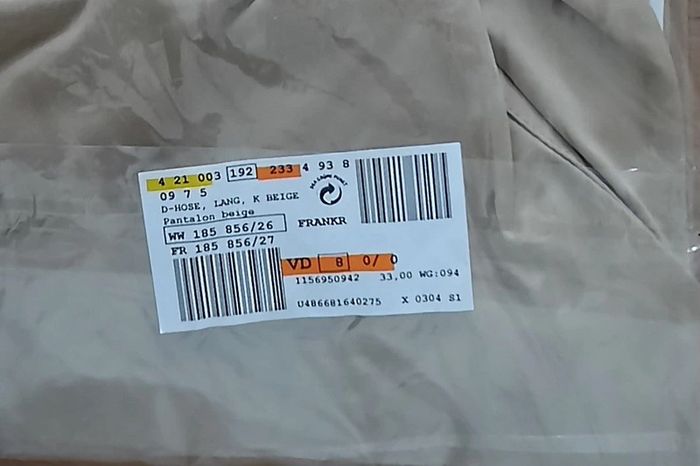 4 21 003 192 233 4 93 8
09 7 5
D-HOSE, LANG, K BEIGE
Pantalon beige
WW 185 856/26
FRANKR
FR 185 856/27
VD 8 0/ 0
1156950942 33,00 WG:094
U486681640275 X 0304 S1